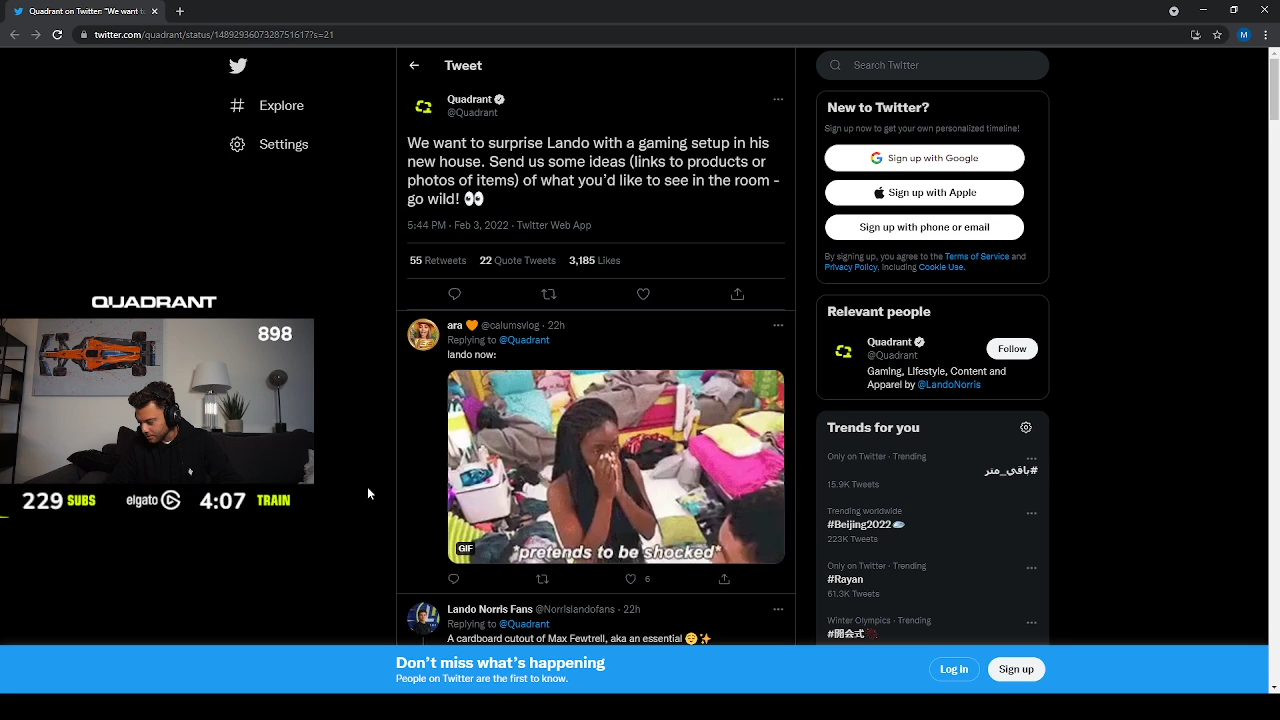 Quadrant on Twitter: "We want to
twitter.com/quadrant/status/1489293607328751617?s=21
M
Explore
Settings
Tweet
Quadrant
@Quadrant
We want to surprise Lando with a gaming setup in his
new house. Send us some ideas (links to products or
photos of items) of what you'd like to see in the room -
go wild! 👀
5:44 PM · Feb 3, 2022 · Twitter Web App
55 Retweets 22 Quote Tweets 3,185 Likes
ara 🧡 @calumsvlog · 22h
Replying to @Quadrant
lando now:
GIF
*pretends to be shocked*
6
Lando Norris Fans @Norrislandofans · 22h
Replying to @Quadrant
A cardboard cutout of Max Fewtrell, aka an essential 😌✨
QUADRANT
898
229 SUBS elgato 4:07 TRAIN
Search Twitter
New to Twitter?
Sign up now to get your own personalized timeline!
Sign up with Google
Sign up with Apple
Sign up with phone or email
By signing up, you agree to the Terms of Service and
Privacy Policy, including Cookie Use.
Relevant people
Quadrant
@Quadrant
Follow
Gaming, Lifestyle, Content and
Apparel by @LandoNorris
Trends for you
Only on Twitter · Trending
#باقي_منر
15.9K Tweets
Trending worldwide
#Beijing2022
223K Tweets
Only on Twitter · Trending
#Rayan
61.3K Tweets
Winter Olympics · Trending
#開会式
Don't miss what's happening
People on Twitter are the first to know.
Log in
Sign up